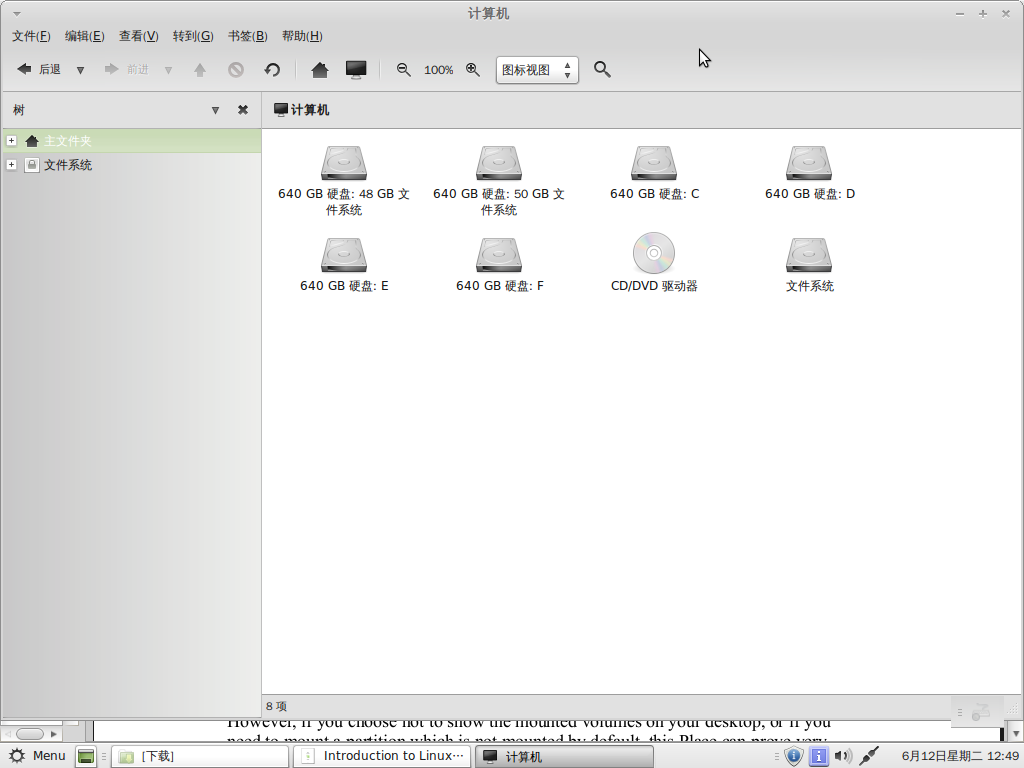 计算机
文件(F) 编辑(E) 查看(V) 转到(G) 书签(B) 帮助(H)
后退 前进 100% 图标视图
树
计算机
主文件夹
文件系统
640 GB 硬盘: 48 GB 文
件系统
640 GB 硬盘: 50 GB 文
件系统
640 GB 硬盘: C
640 GB 硬盘: D
640 GB 硬盘: E
640 GB 硬盘: F
CD/DVD 驱动器
文件系统
8 项
However, if you choose not to show the mounted volumes on your desktop, or if you
need to mount a partition which is not mounted by default, this Place can prove very
Menu [下载] Introduction to Linux… 计算机 6月12日星期二 12:49